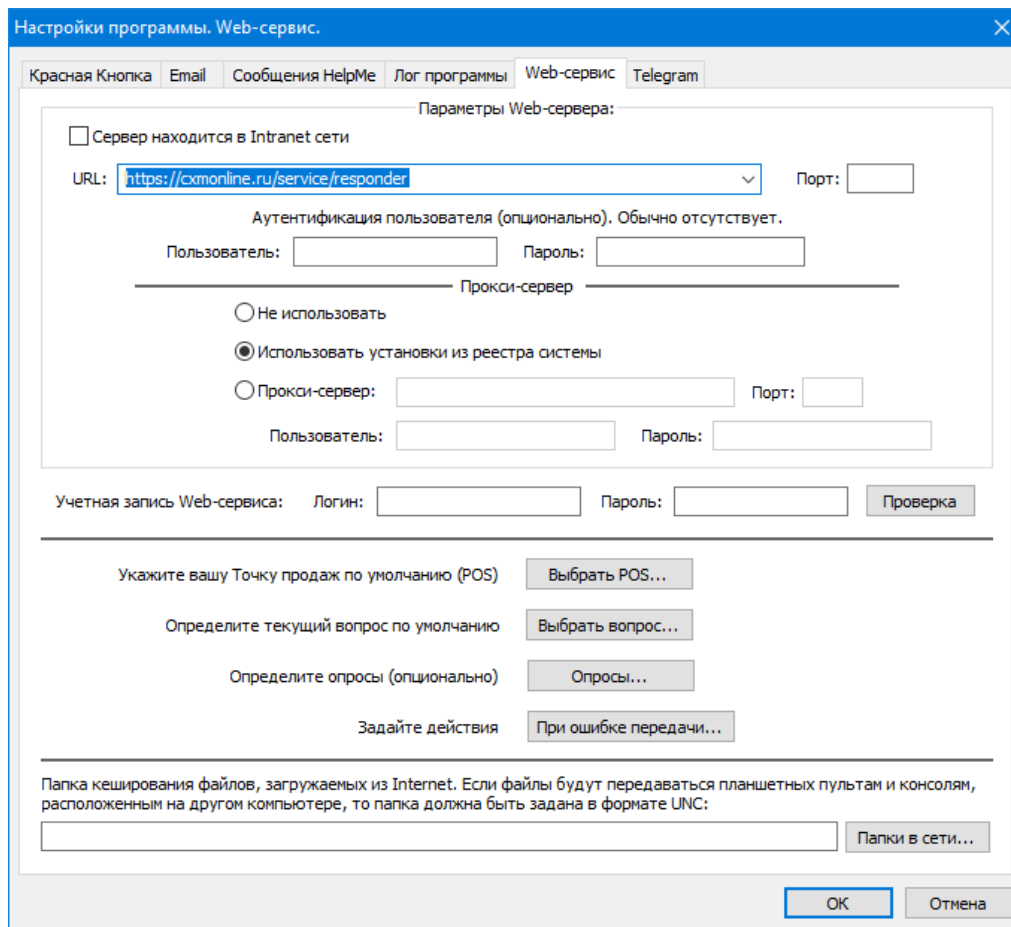 Настройки программы. Web-сервис.
Красная Кнопка Email Сообщения HelpMe Лог программы Web-сервис Telegram
Параметры Web-сервера:
Сервер находится в Intranet сети
URL: https://cxmonline.ru/service/responder Порт:
Аутентификация пользователя (опционально). Обычно отсутствует.
Пользователь: Пароль:
Прокси-сервер
Не использовать
Использовать установки из реестра системы
Прокси-сервер: Порт:
Пользователь: Пароль:
Учетная запись Web-сервиса: Логин: Пароль: Проверка
Укажите вашу Точку продаж по умолчанию (POS) Выбрать POS...
Определите текущий вопрос по умолчанию Выбрать вопрос...
Определите опросы (опционально) Опросы...
Задайте действия При ошибке передачи...
Папка кеширования файлов, загружаемых из Internet. Если файлы будут передаваться планшетных пультам и консолям,
расположенным на другом компьютере, то папка должна быть задана в формате UNC:
Папки в сети...
OK Отмена